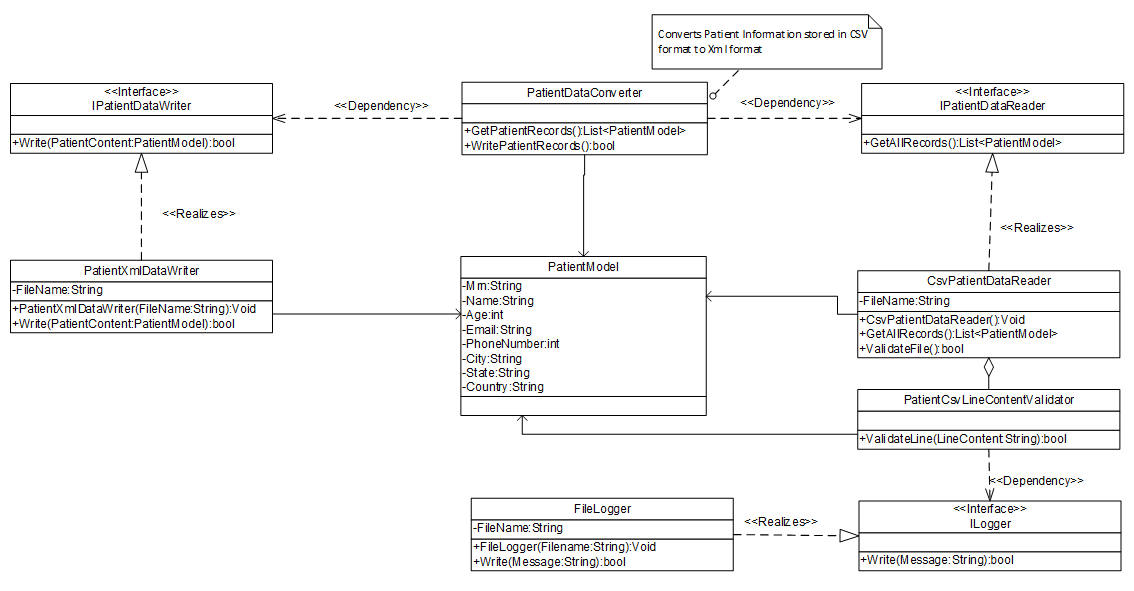 Converts Patient Information stored in CSV
format to Xml format
<<Interface>>
IPatientDataWriter
+Write(PatientContent:PatientModel):bool
<<Dependency>>
PatientDataConverter
+GetPatientRecords():List<PatientModel>
+WritePatientRecords():bool
<<Dependency>>
<<Interface>>
IPatientDataReader
+GetAllRecords():List<PatientModel>
<<Realizes>>
<<Realizes>>
PatientXmlDataWriter
-FileName:String
+PatientXmlDataWriter(FileName:String):Void
+Write(PatientContent:PatientModel):bool
PatientModel
-Mrn:String
-Name:String
-Age:int
-Email:String
-PhoneNumber:int
-City:String
-State:String
-Country:String
CsvPatientDataReader
-FileName:String
+CsvPatientDataReader():Void
+GetAllRecords():List<PatientModel>
+ValidateFile():bool
PatientCsvLineContentValidator
+ValidateLine(LineContent:String):bool
<<Dependency>>
FileLogger
-FileName:String
+FileLogger(Filename:String):Void
+Write(Message:String):bool
<<Realizes>>
<<Interface>>
ILogger
+Write(Message:String):bool